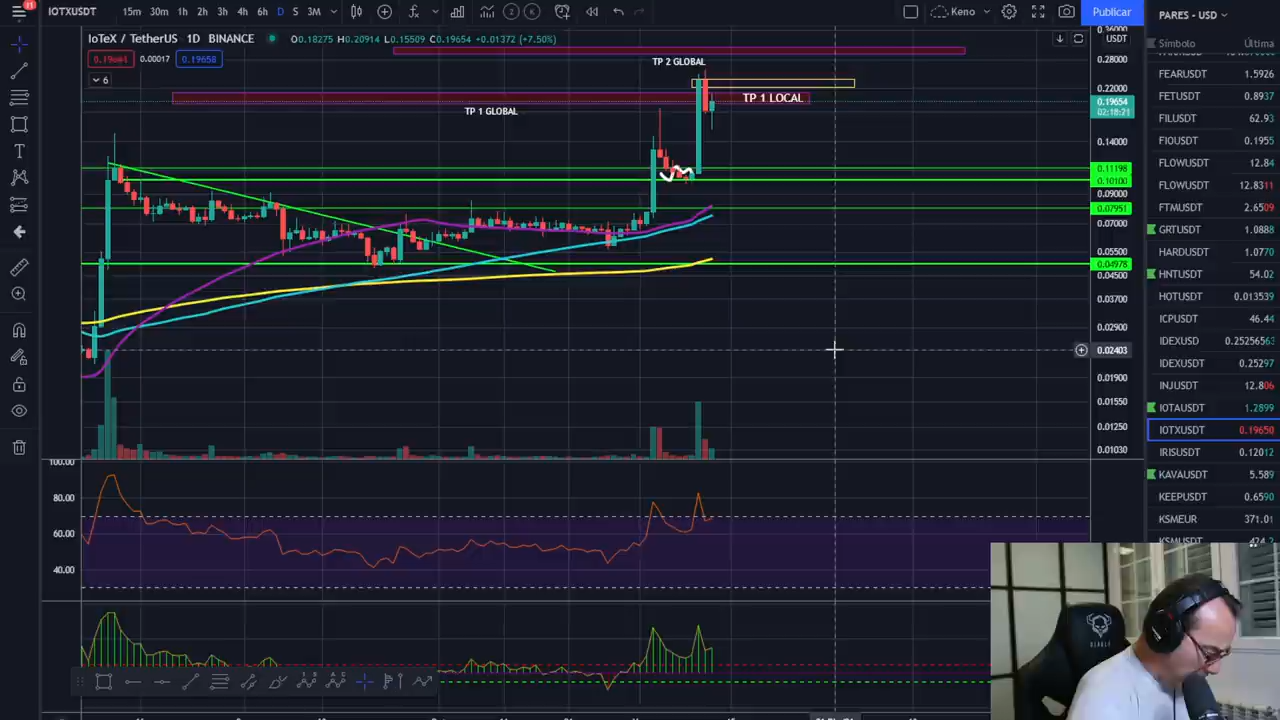 11
IOTXUSDT 15m 30m 1h 2h 3h 4h 6h D S 3M Keno Publicar
IoTeX / TetherUS 1D BINANCE O0.18275 H0.20914 L0.15509 C0.19654 +0.01372 (+7.50%)
0.00017 0.19658
6
USDT
TP 2 GLOBAL
TP 1 LOCAL
TP 1 GLOBAL
0.28000
0.22000
0.19654
02:18:21
0.14000
0.11198
0.10100
0.09000
0.07951
0.07000
0.05500
0.04978
0.04500
0.03700
0.02900
0.02403
0.01900
0.01550
0.01250
0.01030
100.00
80.00
60.00
40.00
PARES - USD
Símbolo Última
FEARUSDT 1.5926
FETUSDT 0.8937
FILUSDT 62.93
FIOUSDT 0.1955
FLOWUSDT 12.84
FLOWUSDT 12.8311
FTMUSDT 2.6509
GRTUSDT 1.0888
HARDUSDT 1.0770
HNTUSDT 54.02
HOTUSDT 0.013539
ICPUSDT 46.44
IDEXUSD 0.25256563
IDEXUSDT 0.25297
INJUSDT 12.806
IOTAUSDT 1.2899
IOTXUSDT 0.19650
IRISUSDT 0.12012
KAVAUSDT 5.589
KEEPUSDT 0.6590
KSMEUR 371.01
KSMUSDT